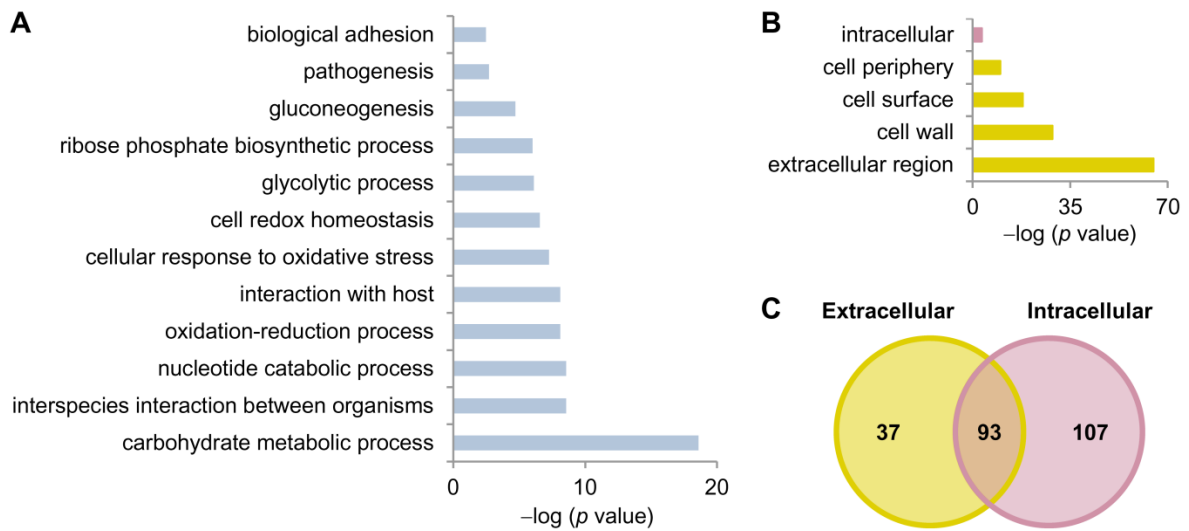 A
biological adhesion
pathogenesis
gluconeogenesis
ribose phosphate biosynthetic process
glycolytic process
cell redox homeostasis
cellular response to oxidative stress
interaction with host
oxidation-reduction process
nucleotide catabolic process
interspecies interaction between organisms
carbohydrate metabolic process
0 10 20
–log (p value)
B
intracellular
cell periphery
cell surface
cell wall
extracellular region
0 35 70
–log (p value)
C
Extracellular Intracellular
37 93 107